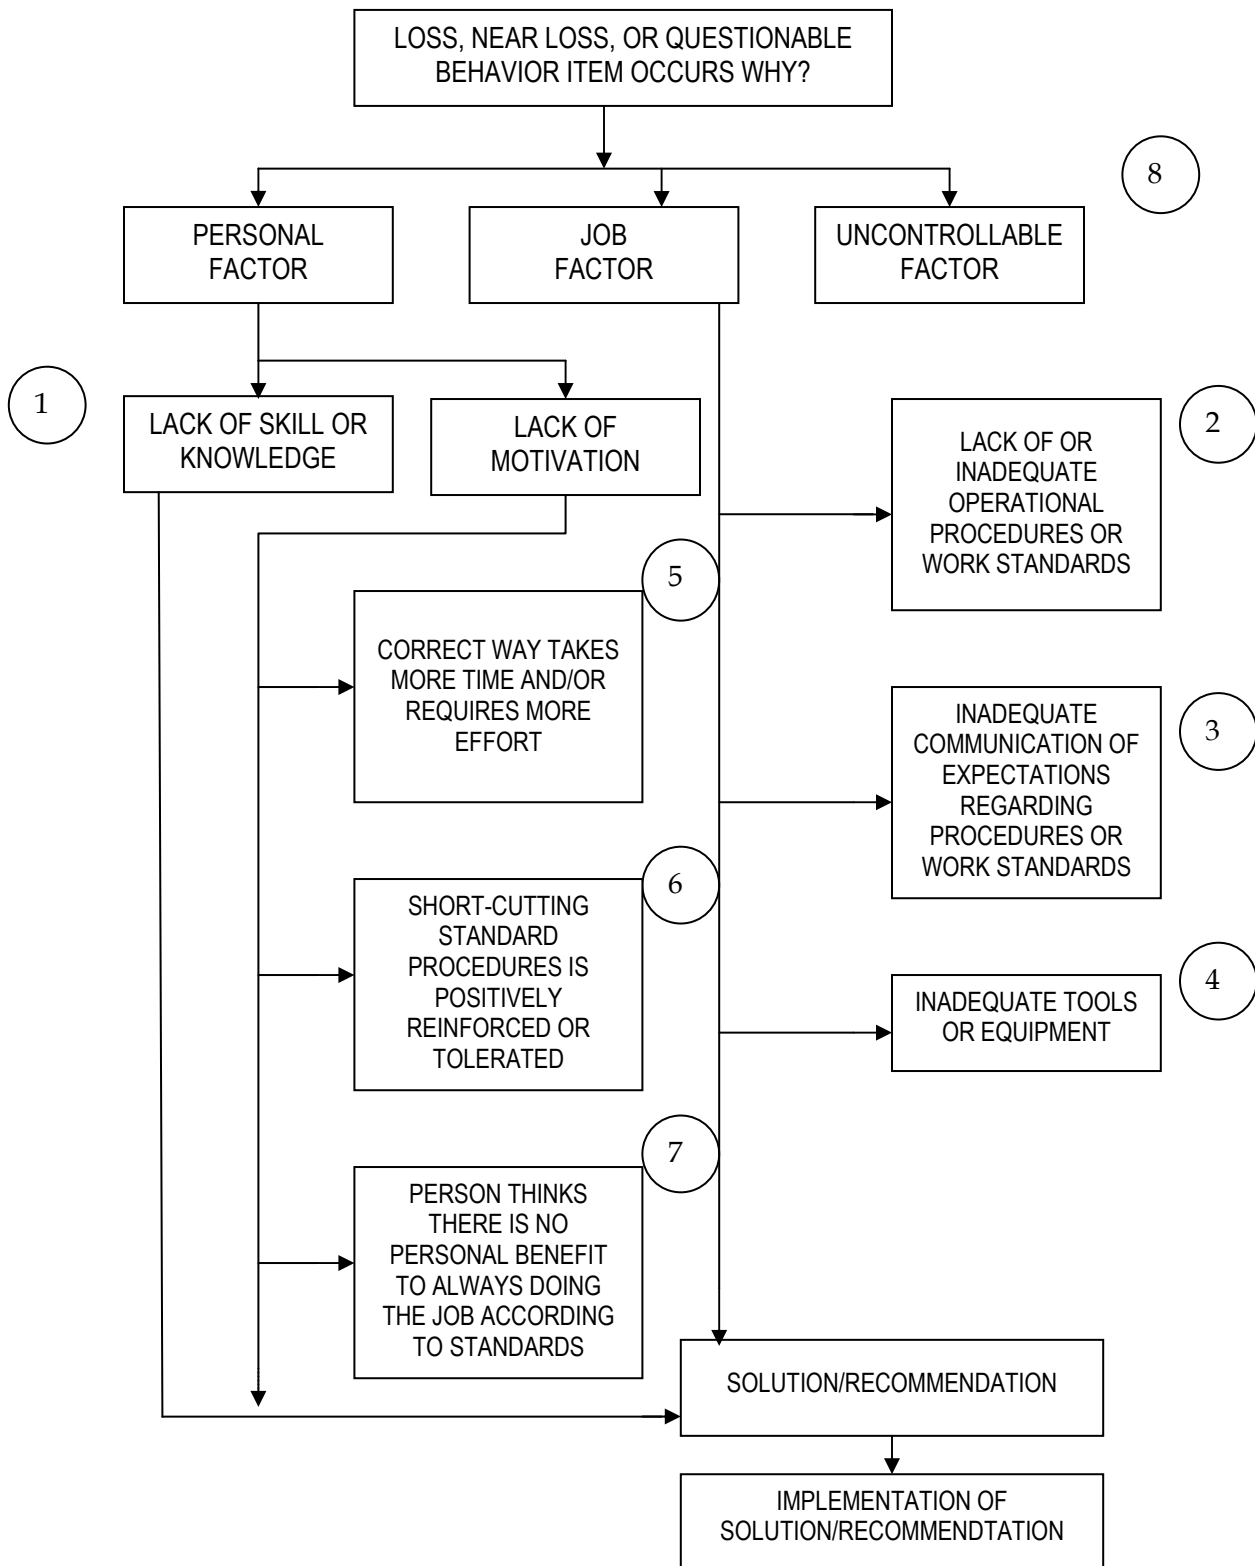 LOSS, NEAR LOSS, OR QUESTIONABLE
BEHAVIOR ITEM OCCURS WHY?
8
PERSONAL
FACTOR
JOB
FACTOR
UNCONTROLLABLE
FACTOR
1
LACK OF SKILL OR
KNOWLEDGE
LACK OF
MOTIVATION
2
LACK OF OR
INADEQUATE
OPERATIONAL
PROCEDURES OR
WORK STANDARDS
5
CORRECT WAY TAKES
MORE TIME AND/OR
REQUIRES MORE
EFFORT
3
INADEQUATE
COMMUNICATION OF
EXPECTATIONS
REGARDING
PROCEDURES OR
WORK STANDARDS
6
SHORT-CUTTING
STANDARD
PROCEDURES IS
POSITIVELY
REINFORCED OR
TOLERATED
4
INADEQUATE TOOLS
OR EQUIPMENT
7
PERSON THINKS
THERE IS NO
PERSONAL BENEFIT
TO ALWAYS DOING
THE JOB ACCORDING
TO STANDARDS
SOLUTION/RECOMMENDATION
IMPLEMENTATION OF
SOLUTION/RECOMMENDTATION